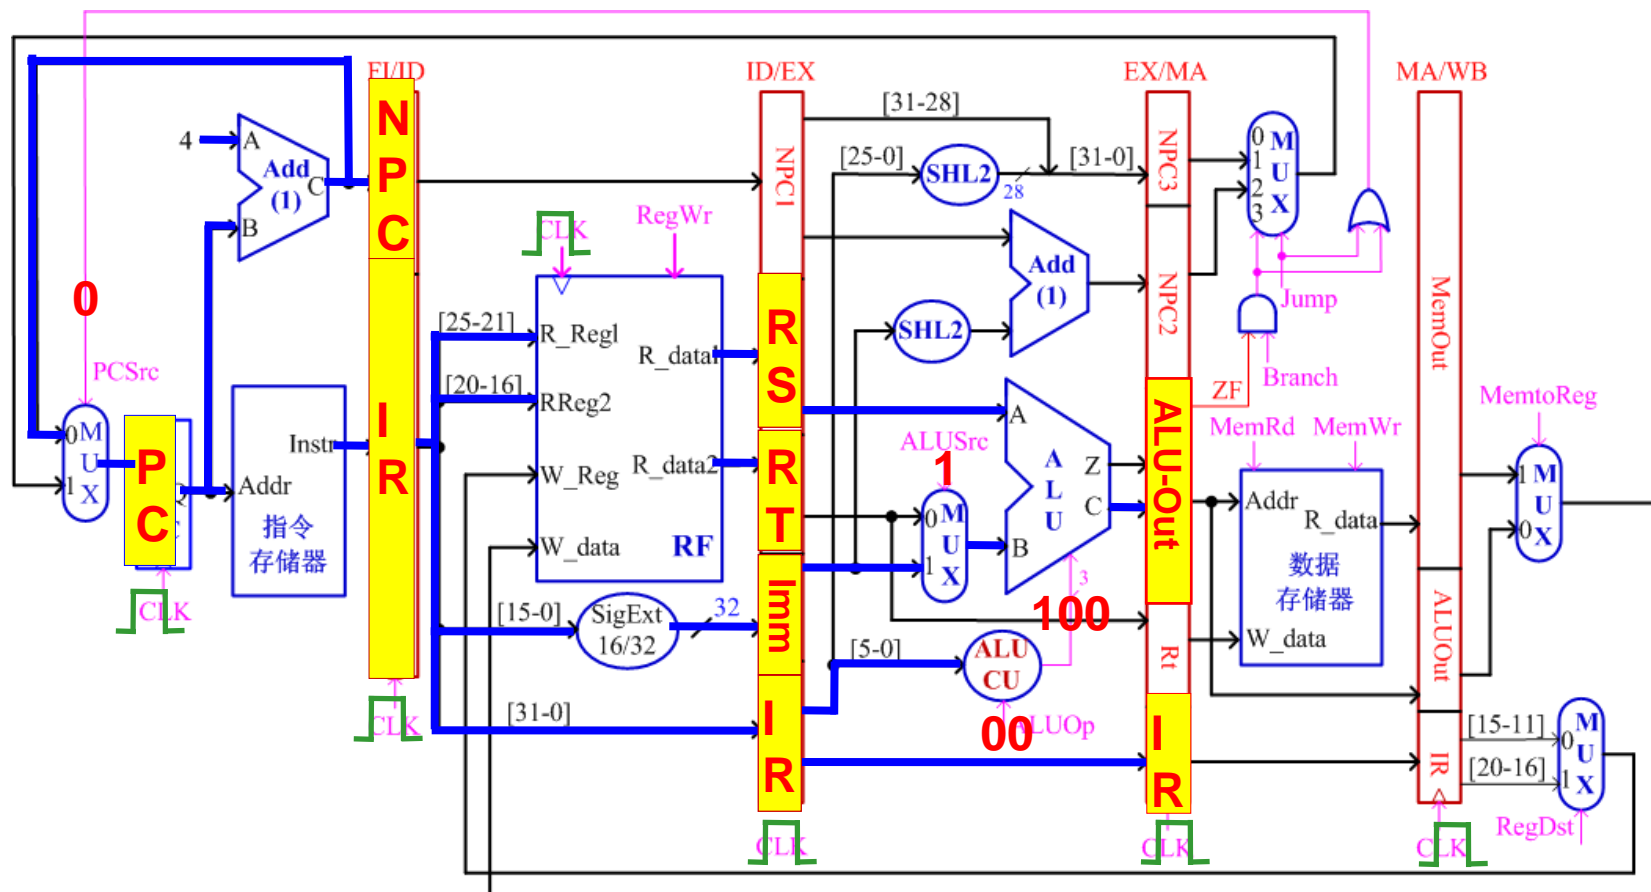 FI/ID
ID/EX
EX/MA
MA/WB
NPC
IR
NPC1
RS
RT
Imm
IR
NPC3
NPC2
ALU-Out
Rt
IR
MemOut
ALUOut
IR
4
A
Add
(1)
C
B
0
PCSrc
0
MUX
1
PC
Q
C
CLK
Addr
Instr
指令
存储器
CLK
CLK
RegWr
[25-21]
[20-16]
R_Reg1
RReg2
W_Reg
W_data
R_data1
R_data2
RF
[15-0]
SigExt
16/32
32
[31-0]
CLK
[31-28]
[25-0]
SHL2
28
[31-0]
Add
(1)
SHL2
ALUSrc
1
0
MUX
1
A
B
ALU
Z
C
3
100
[5-0]
ALU
CU
00
ALUOp
CLK
0
1
2
3
MUX
Jump
Branch
ZF
MemRd
MemWr
Addr
R_data
数据
存储器
W_data
MemtoReg
1
MUX
0
[15-11]
[20-16]
0
MUX
1
RegDst
CLK